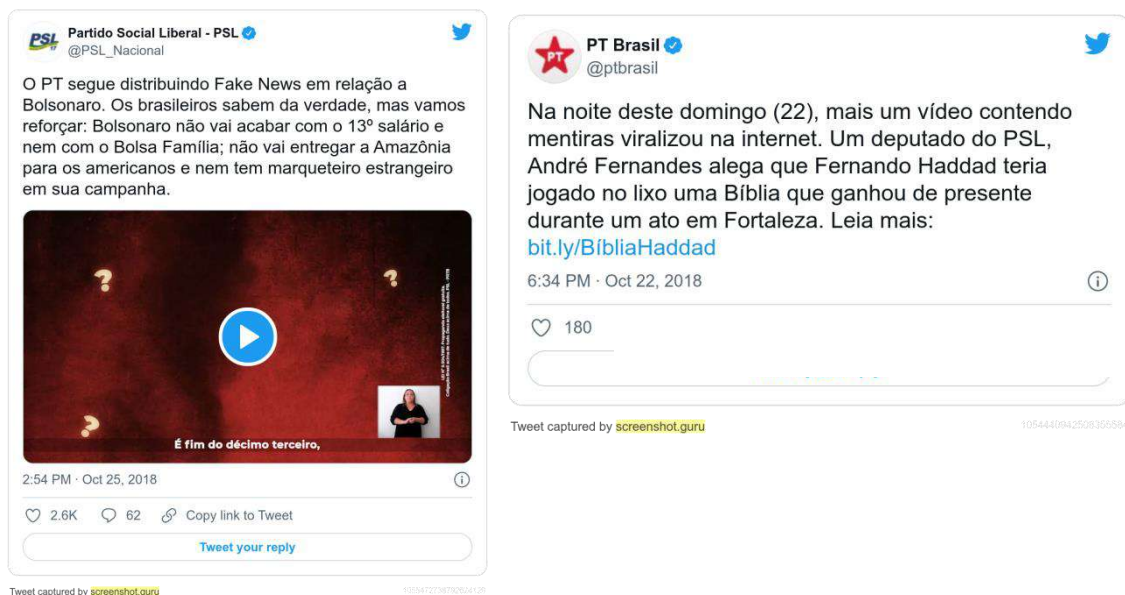 Partido Social Liberal - PSL
@PSL_Nacional
O PT segue distribuindo Fake News em relação a
Bolsonaro. Os brasileiros sabem da verdade, mas vamos
reforçar: Bolsonaro não vai acabar com o 13º salário e
nem com o Bolsa Família; não vai entregar a Amazônia
para os americanos e nem tem marqueteiro estrangeiro
em sua campanha.
É fim do décimo terceiro,
2:54 PM · Oct 25, 2018
2.6K 62 Copy link to Tweet
Tweet your reply
Tweet captured by screenshot.guru
PT Brasil
@ptbrasil
Na noite deste domingo (22), mais um vídeo contendo
mentiras viralizou na internet. Um deputado do PSL,
André Fernandes alega que Fernando Haddad teria
jogado no lixo uma Bíblia que ganhou de presente
durante um ato em Fortaleza. Leia mais:
bit.ly/BíbliaHaddad
6:34 PM · Oct 22, 2018
180
Tweet captured by screenshot.guru